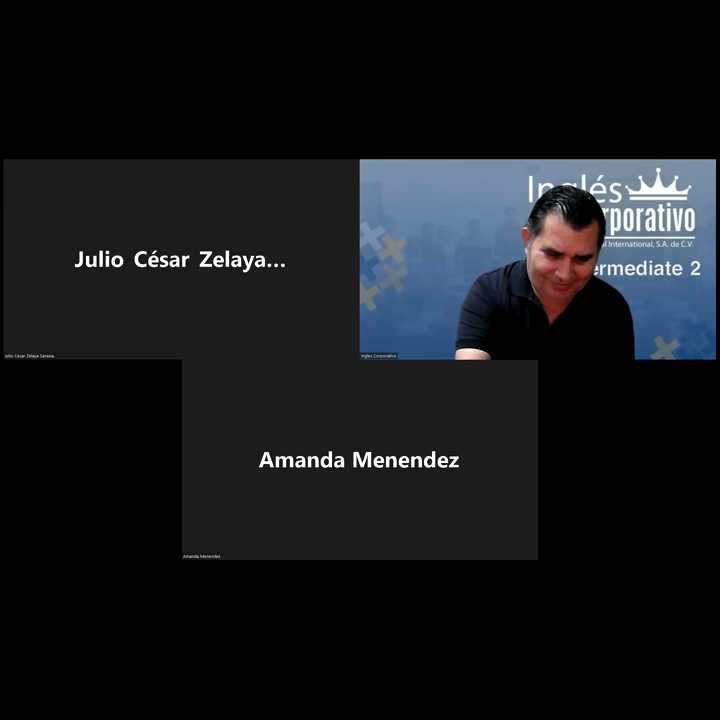 Julio César Zelaya...
Julio César Zelaya Saravia.
Inglés
rporativo
al International, S.A. de C.V.
ermediate 2
Ingles Corporativo
Amanda Menendez
Amanda Menendez